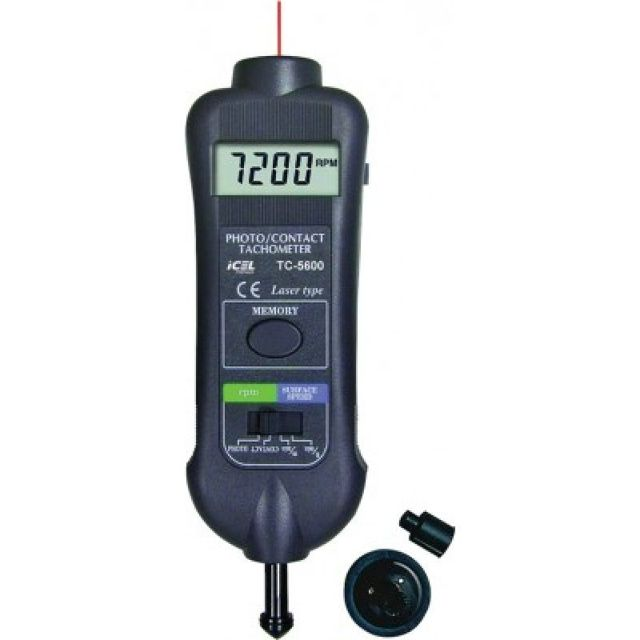 7200 RPM
PHOTO/CONTACT
TACHOMETER
iCEL TC-5600
CE Laser type
MEMORY
rpm SURFACE
SPEED
PHOTO CONTACT